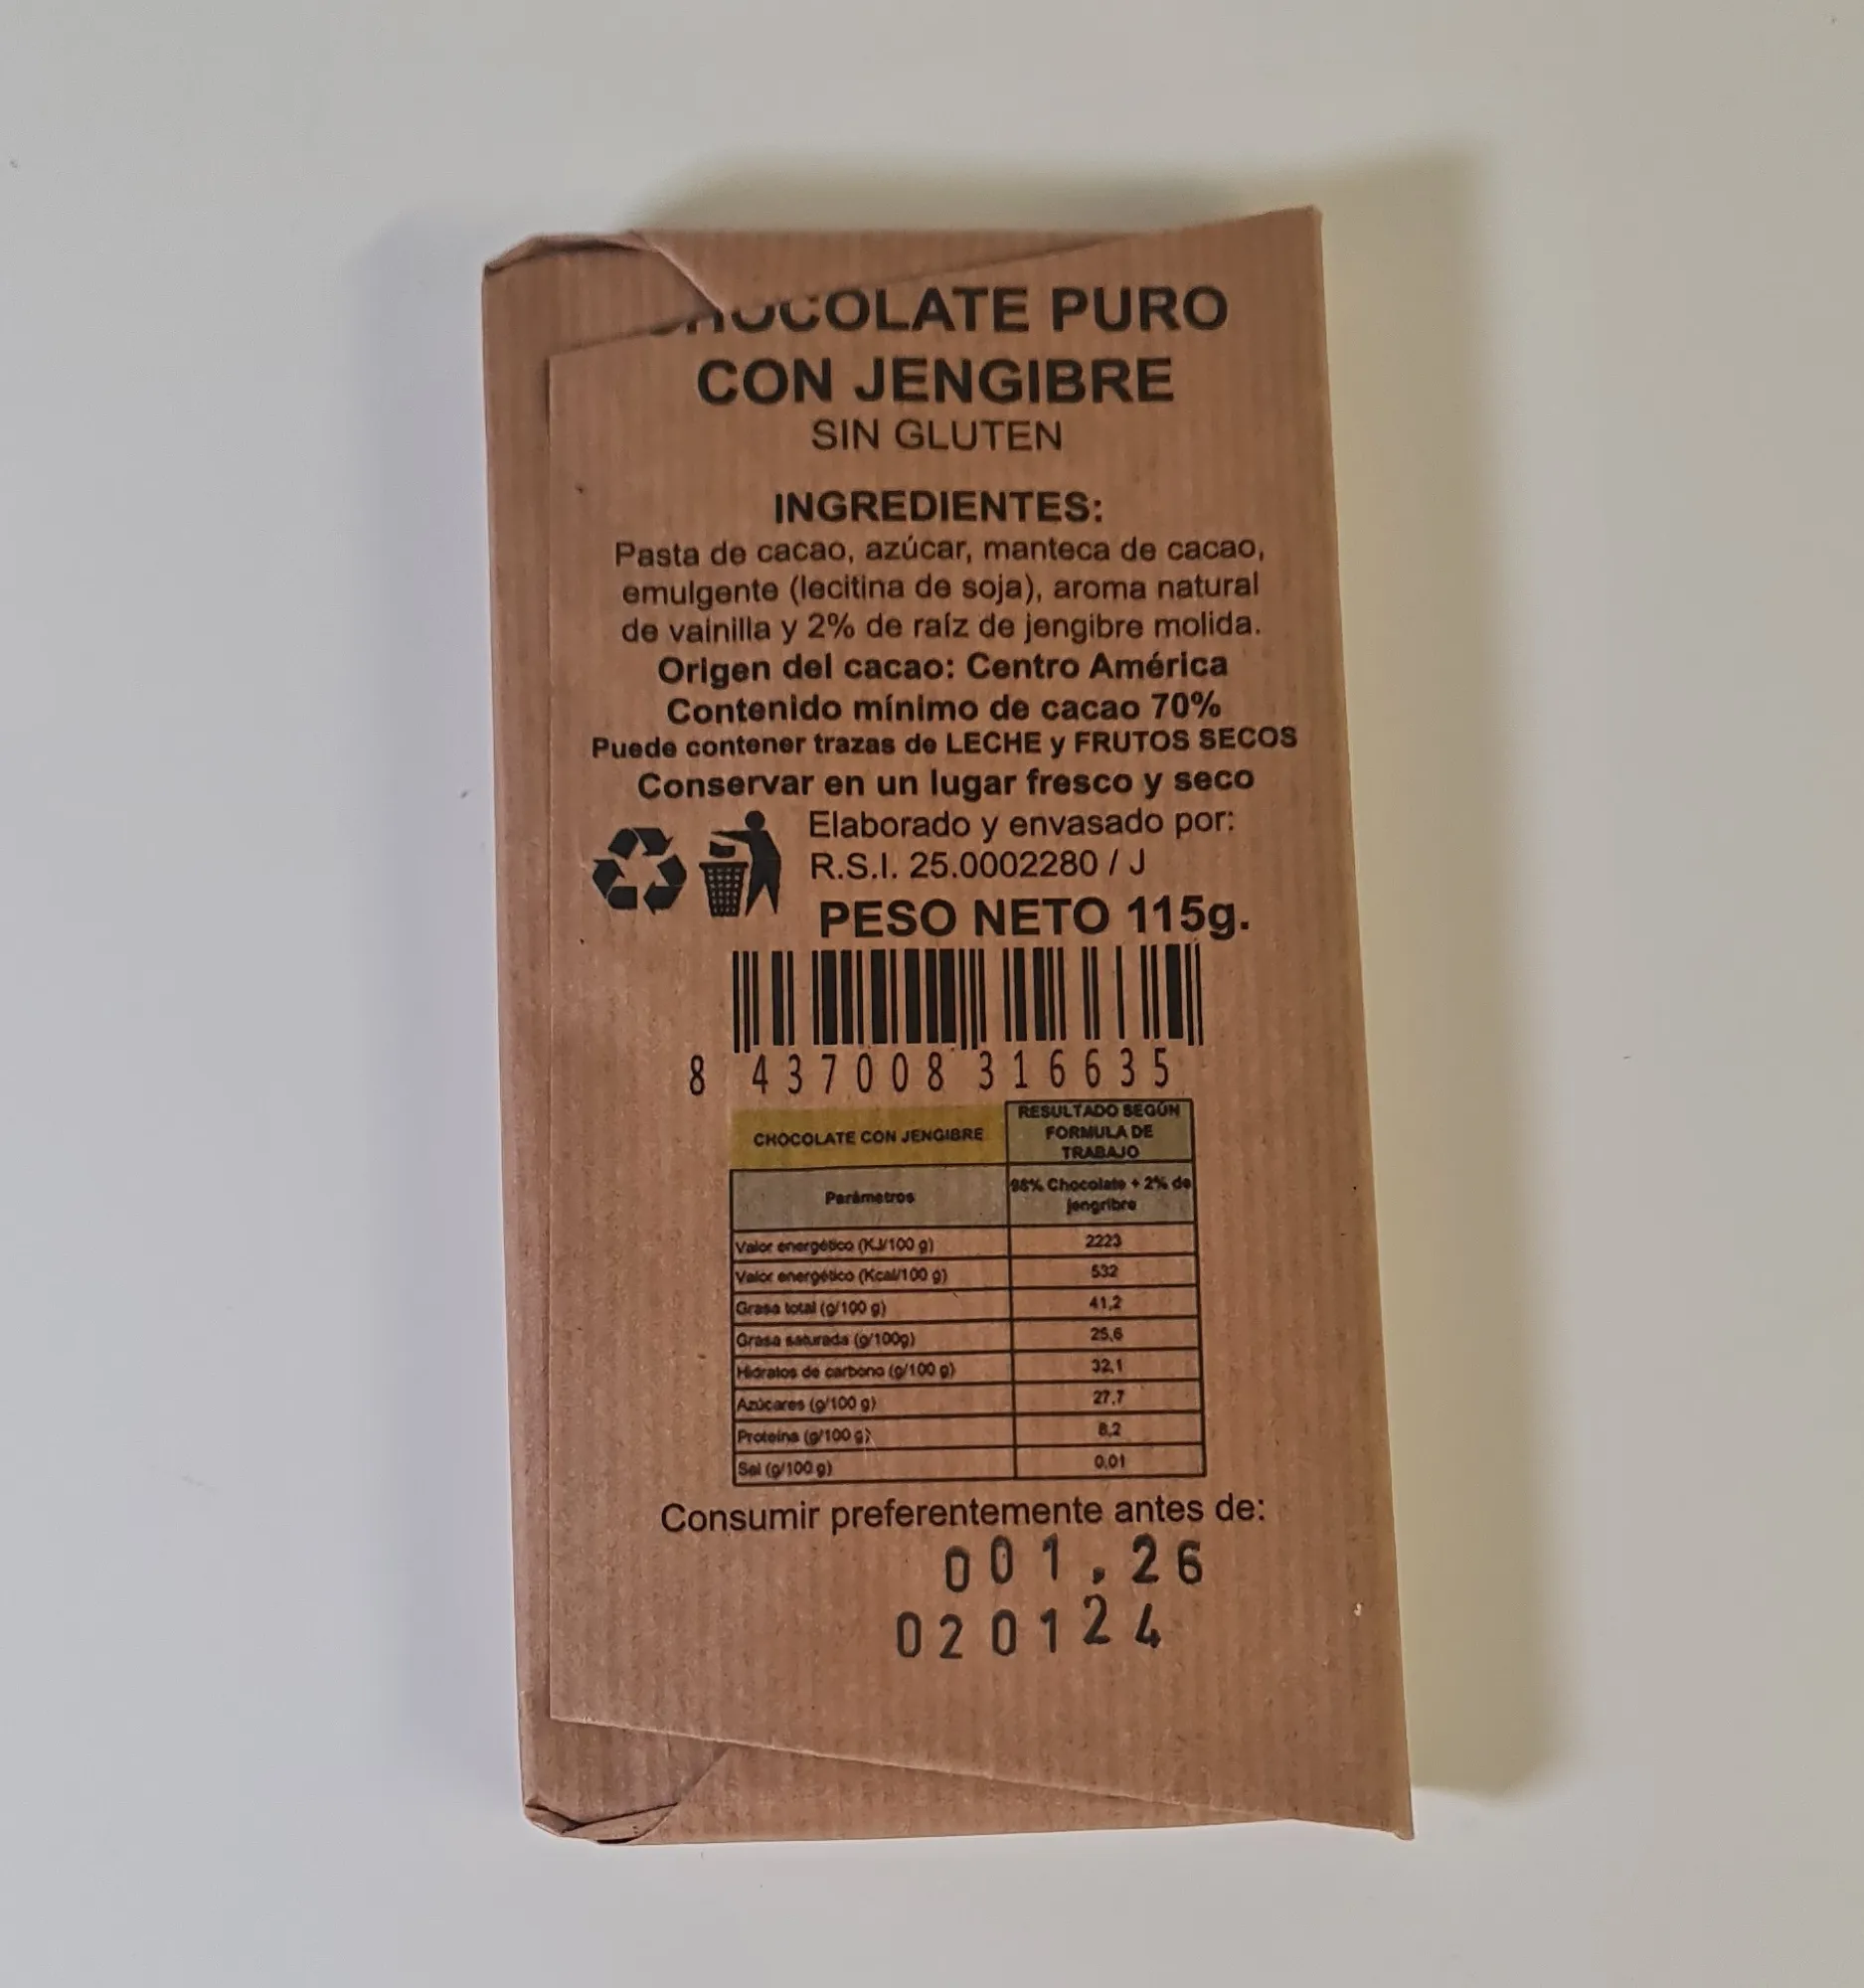 CHOCOLATE PURO
CON JENGIBRE
SIN GLUTEN
INGREDIENTES:
Pasta de cacao, azúcar, manteca de cacao,
emulgente (lecitina de soja), aroma natural
de vainilla y 2% de raíz de jengibre molida.
Origen del cacao: Centro América
Contenido mínimo de cacao 70%
Puede contener trazas de LECHE y FRUTOS SECOS
Conservar en un lugar fresco y seco
Elaborado y envasado por:
R.S.I. 25.0002280 / J
PESO NETO 115g.
8 437008 316635
CHOCOLATE CON JENGIBRE
RESULTADO SEGÚN
FORMULA DE
TRABAJO
Parámetros
98% Chocolate + 2% de
jengribre
Valor energético (KJ/100 g) 2223
Valor energético (Kcal/100 g) 532
Grasa total (g/100 g) 41,2
Grasa saturada (g/100g) 25,6
Hidratos de carbono (g/100 g) 32,1
Azúcares (g/100 g) 27,7
Proteína (g/100 g) 8,2
Sal (g/100 g) 0,01
Consumir preferentemente antes de:
001.26
020124